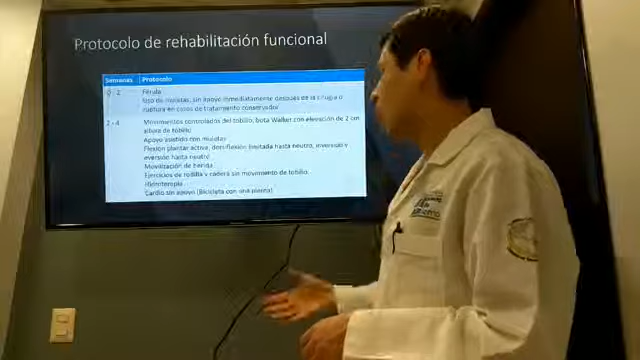 Protocolo de rehabilitación funcional
Semanas Protocolo
0 - 2 Férula
Uso de muletas, sin apoyo inmediatamente después de la cirugía o
ruptura en casos de tratamiento conservador
2 - 4 Movimientos controlados del tobillo, bota Walker con elevación de 2 cm
altura de tobillo
Apoyo asistido con muletas
Flexión plantar activa, dorsiflexión limitada hasta neutro, inversión y
eversión hasta neutro
Movilización de herida
Ejercicios de rodilla y cadera sin movimiento de tobillo
Hidroterapia
Cardio sin apoyo (Bicicleta con una pierna)